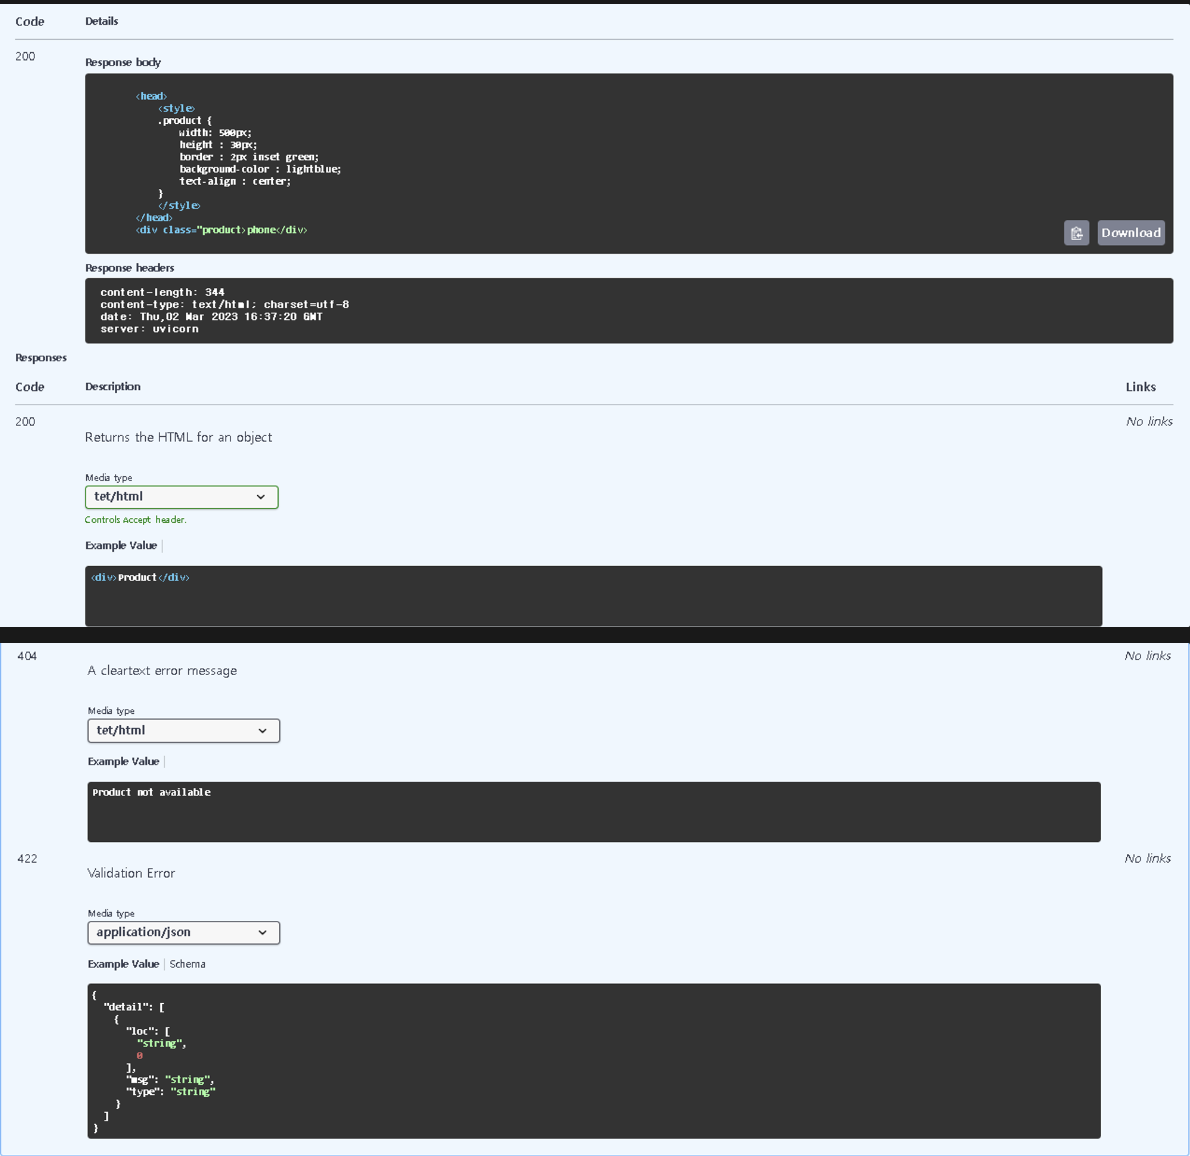 Code Details
200
Response body
<head>
<style>
.product {
width: 500px;
height : 30px;
border : 2px inset green;
background-color : lightblue;
text-align : center;
}
</style>
</head>
<div class="product>phone</div>
Download
Response headers
content-length: 344
content-type: text/html; charset=utf-8
date: Thu,02 Mar 2023 16:37:20 GMT
server: uvicorn
Responses
Code Description Links
200 No links
Returns the HTML for an object
Media type
tet/html
Controls Accept header.
Example Value
<div>Product</div>
404 No links
A cleartext error message
Media type
tet/html
Example Value
Product not available
422 No links
Validation Error
Media type
application/json
Example Value Schema
{
"detail": [
{
"loc": [
"string",
0
],
"msg": "string",
"type": "string"
}
]
}